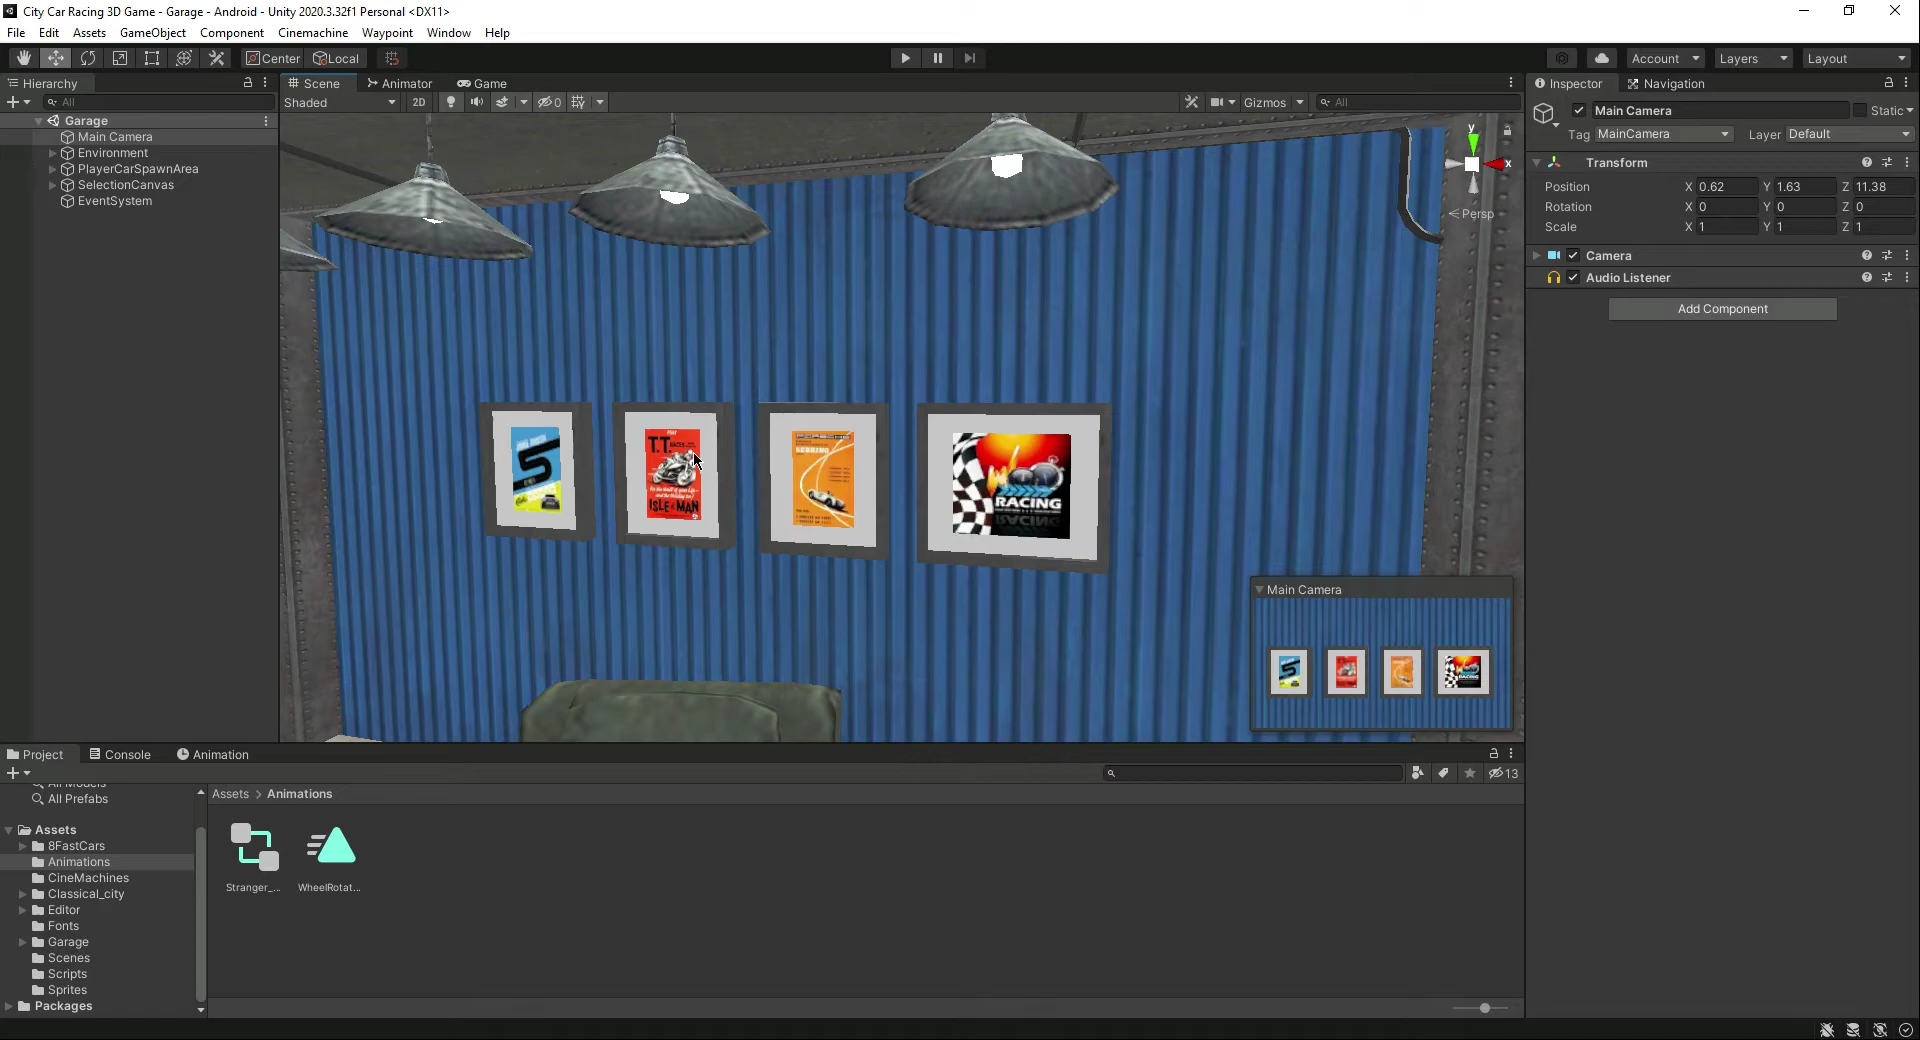 City Car Racing 3D Game - Garage - Android - Unity 2020.3.32f1 Personal <DX11>
File Edit Assets GameObject Component Cinemachine Waypoint Window Help
Center Local
Account Layers Layout
Hierarchy
All
Garage
Main Camera
Environment
PlayerCarSpawnArea
SelectionCanvas
EventSystem
Scene Animator Game
Shaded 2D 0 Gizmos All
y
x
Persp
T.T.
ISLE of MAN
SEBRING
RACING
Main Camera
Inspector Navigation
Main Camera Static
Tag MainCamera Layer Default
Transform
Position X 0.62 Y 1.63 Z 11.38
Rotation X 0 Y 0 Z 0
Scale X 1 Y 1 Z 1
Camera
Audio Listener
Add Component
Project Console Animation
13
All Models
All Prefabs
Assets
8FastCars
Animations
CineMachines
Classical_city
Editor
Fonts
Garage
Scenes
Scripts
Sprites
Packages
Assets > Animations
Stranger_...
WheelRotat...